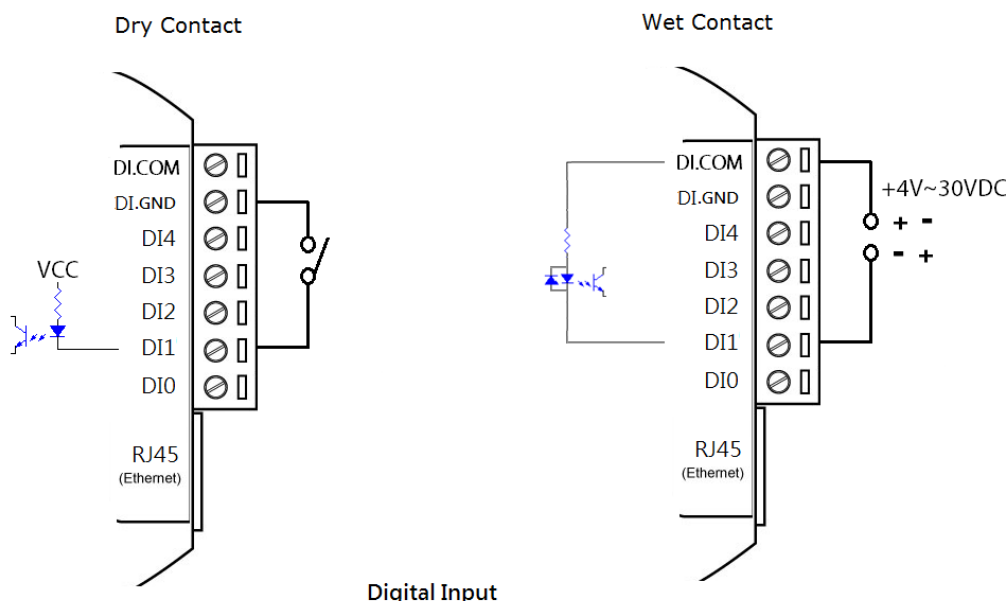 Dry Contact
DI.COM
DI.GND
DI4
DI3
DI2
DI1
DI0
VCC
RJ45
(Ethernet)
Wet Contact
DI.COM
DI.GND
DI4
DI3
DI2
DI1
DI0
+4V~30VDC
+ -
- +
RJ45
(Ethernet)
Digital Input